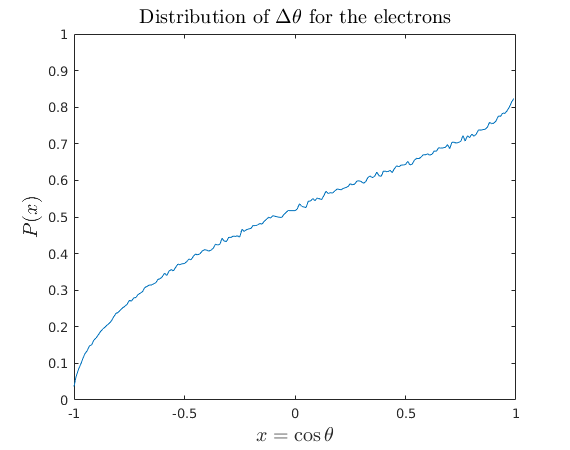 Distribution of Δθ for the electrons
1
0.9
0.8
0.7
0.6
0.5
0.4
0.3
0.2
0.1
0
P(x)
-1 -0.5 0 0.5 1
x = cos θ